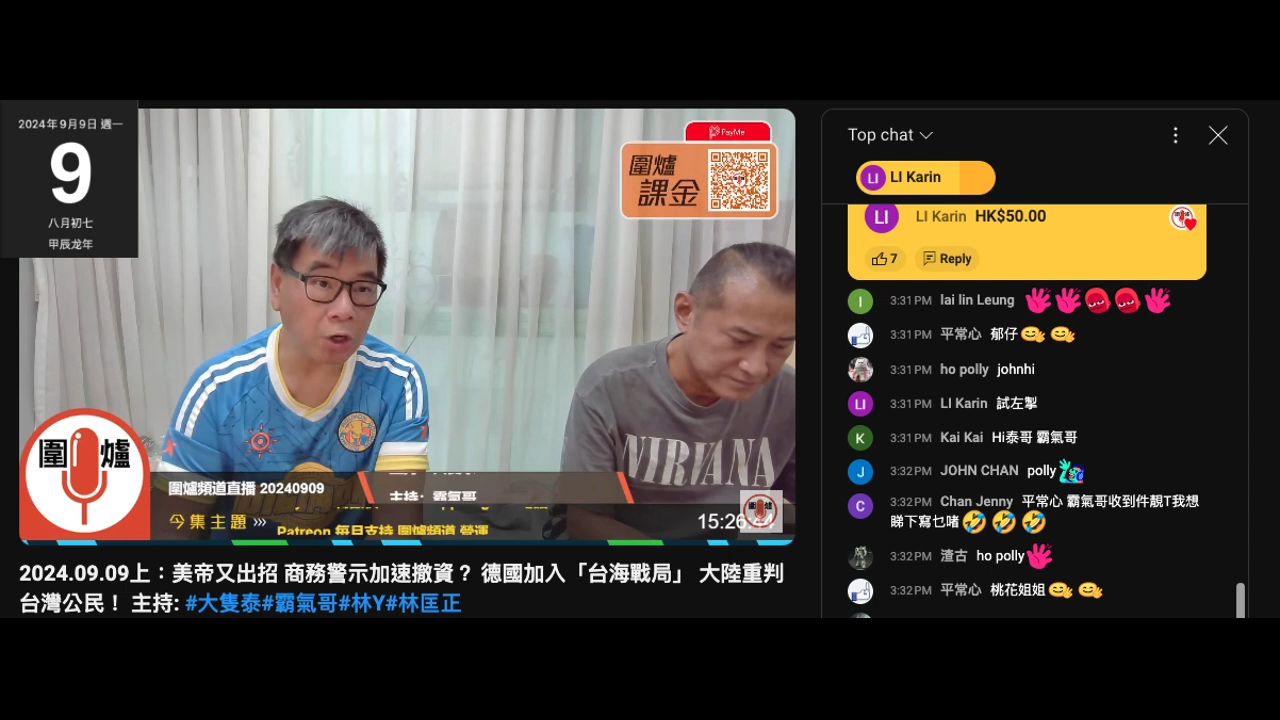 2024年9月9日 週一
9
八月初七
甲辰龙年
PayMe
圍爐
課金
NIRVANA
圍 爐
圍爐頻道直播 20240909
主持：霸氣哥
今集主題 »»
Patreon 每日支持 圍爐頻道 營運
15:26
2024.09.09上：美帝又出招 商務警示加速撤資？ 德國加入「台海戰局」 大陸重判
台灣公民！ 主持: #大隻泰#霸氣哥#林Y#林匡正
Top chat
LI LI Karin
LI LI Karin HK$50.00
7 Reply
l 3:31 PM lai lin Leung
3:31 PM 平常心 郁仔
3:31 PM ho polly johnhi
LI 3:31 PM LI Karin 試左掣
K 3:31 PM Kai Kai Hi泰哥 霸氣哥
J 3:32 PM JOHN CHAN polly
C 3:32 PM Chan Jenny 平常心 霸氣哥收到件靚T我想
睇下寫乜啫
3:32 PM 渣古 ho polly
3:32 PM 平常心 桃花姐姐